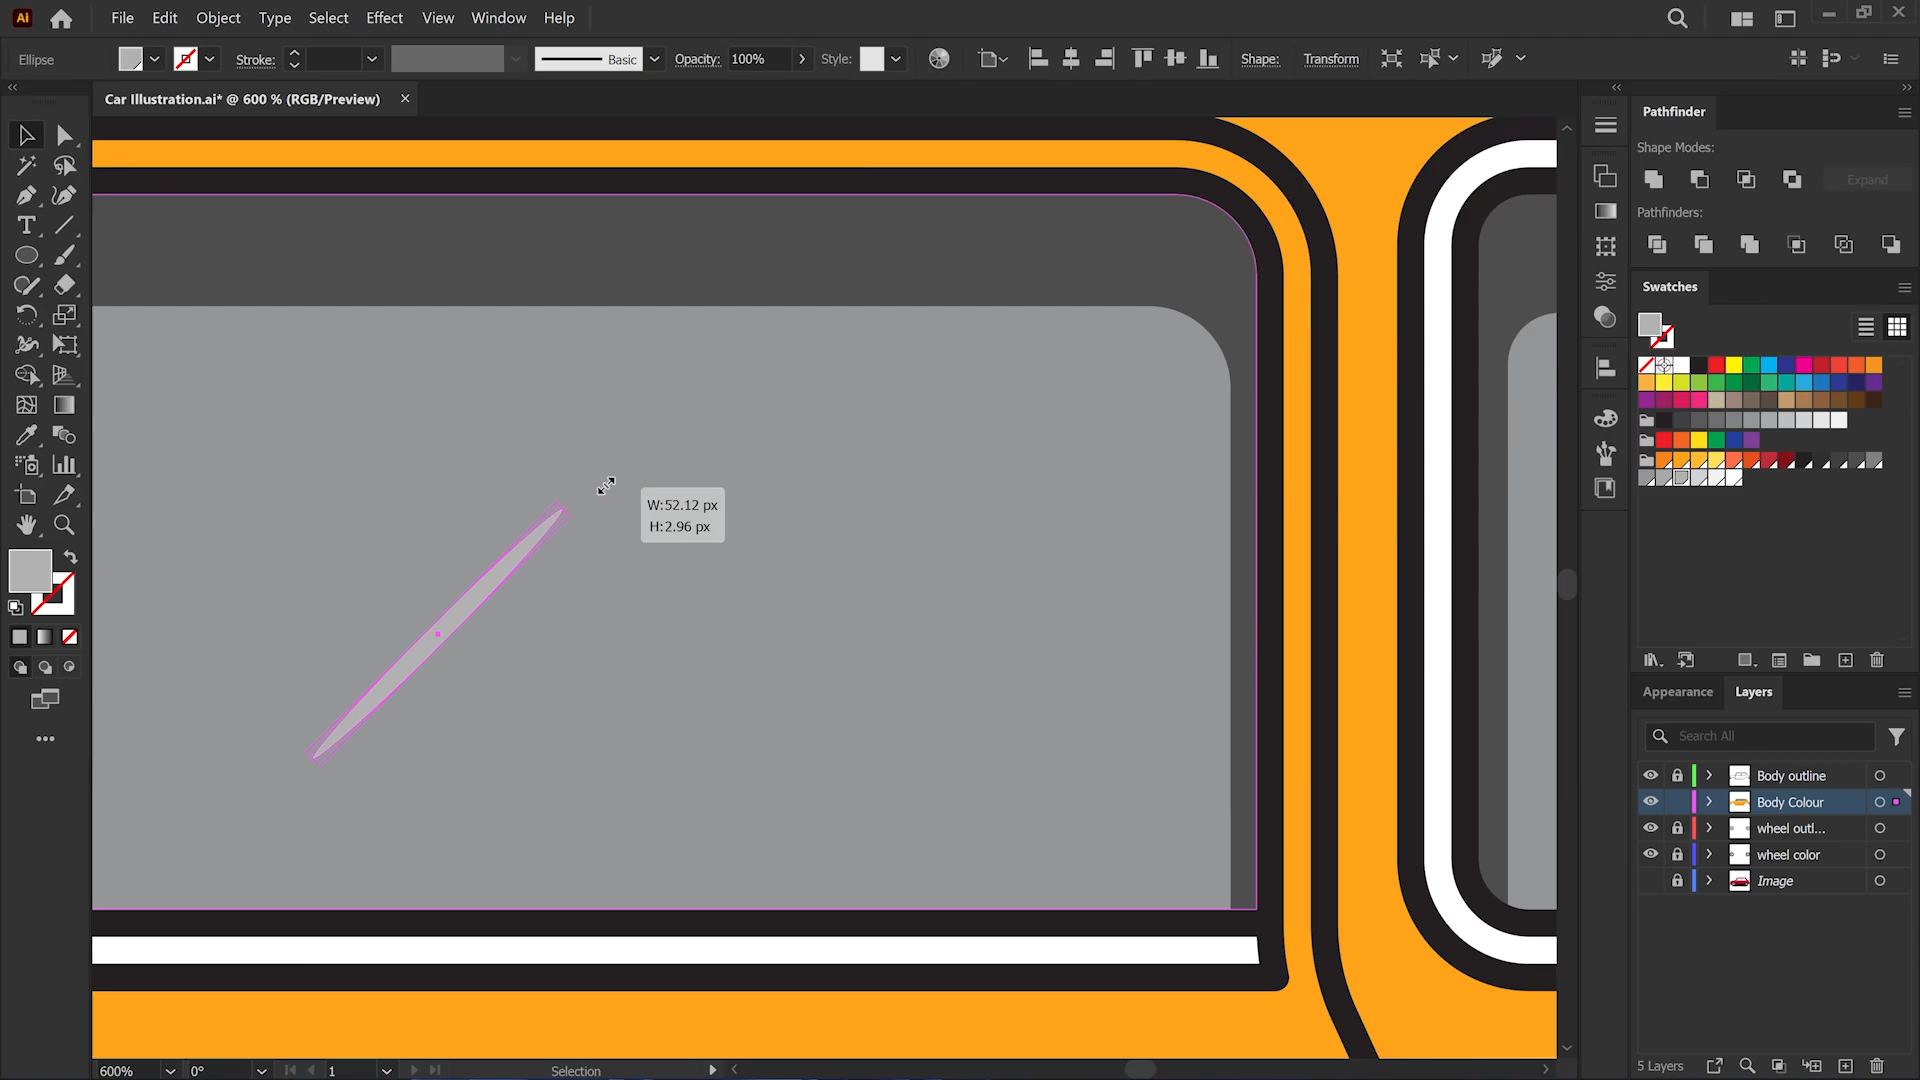 Ai File Edit Object Type Select Effect View Window Help
Ellipse Stroke: Basic Opacity: 100% Style: Shape: Transform
Car Illustration.ai* @ 600 % (RGB/Preview)
Pathfinder
Shape Modes:
Expand
Pathfinders:
Swatches
W:52.12 px
H:2.96 px
Appearance Layers
Search All
Body outline
Body Colour
wheel outl...
wheel color
Image
600% 0° 1 Selection 5 Layers